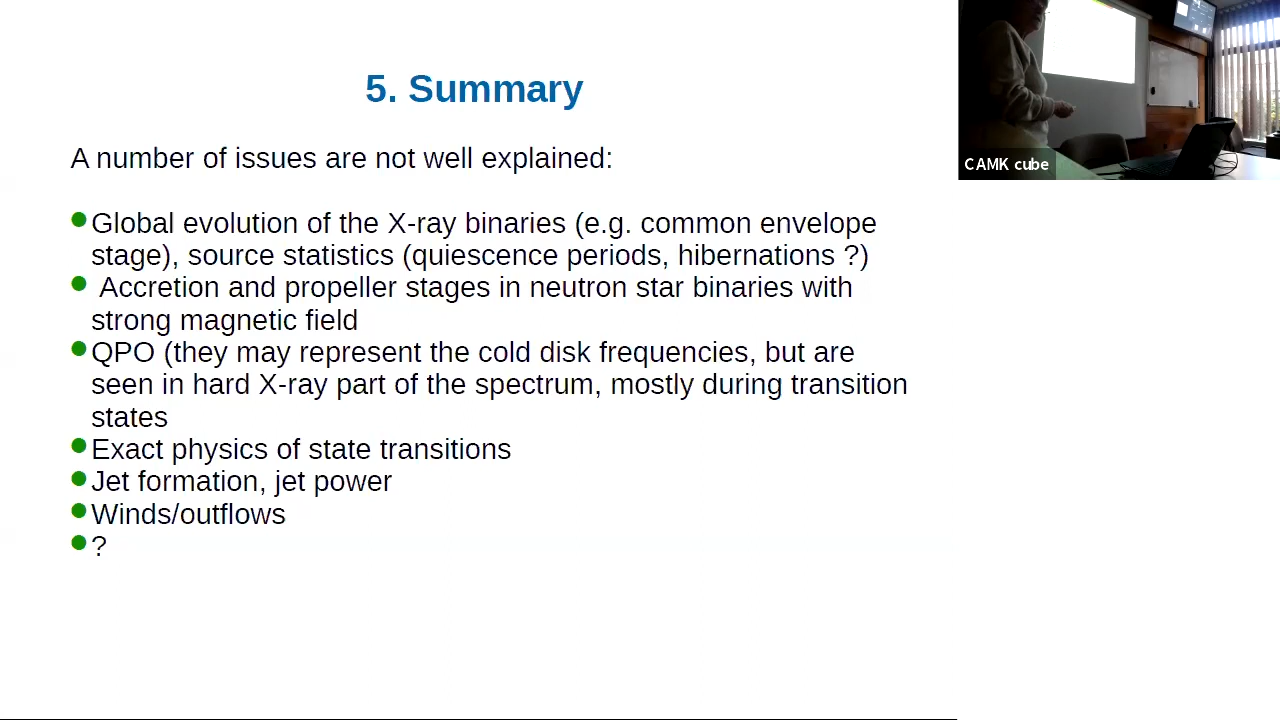 5. Summary
A number of issues are not well explained:
●Global evolution of the X-ray binaries (e.g. common envelope
stage), source statistics (quiescence periods, hibernations ?)
● Accretion and propeller stages in neutron star binaries with
strong magnetic field
●QPO (they may represent the cold disk frequencies, but are
seen in hard X-ray part of the spectrum, mostly during transition
states
●Exact physics of state transitions
●Jet formation, jet power
●Winds/outflows
●?
CAMK cube